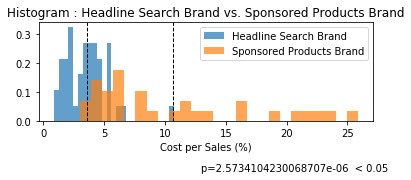 Histogram : Headline Search Brand vs. Sponsored Products Brand
Headline Search Brand
Sponsored Products Brand
0.3
0.2
0.1
0.0
0 5 10 15 20 25
Cost per Sales (%)
p=2.5734104230068707e-06 < 0.05